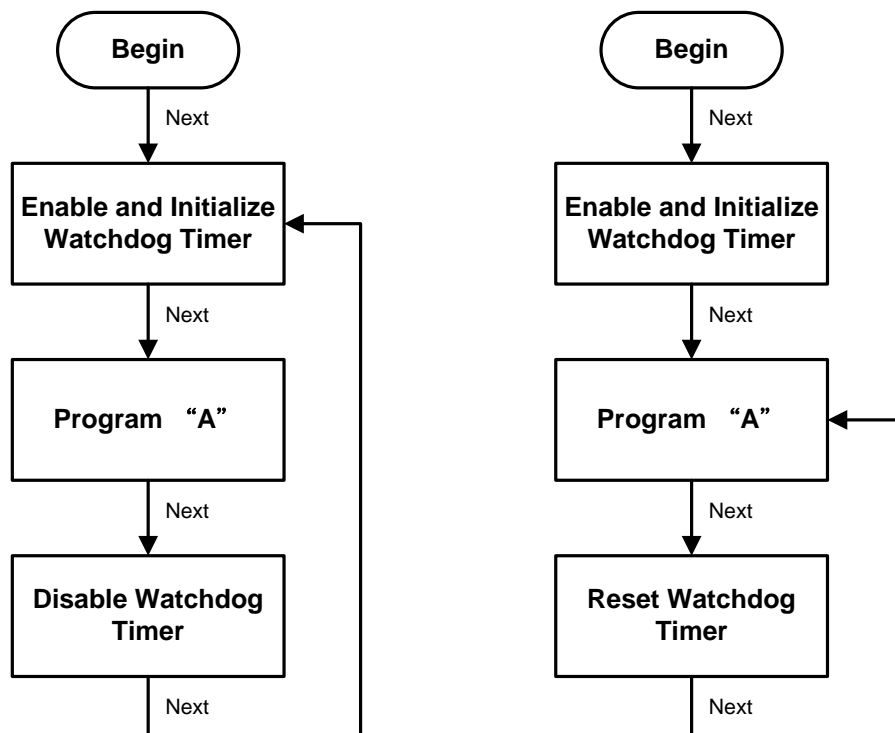 Begin
Next
Enable and Initialize
Watchdog Timer
Next
Program “A”
Next
Disable Watchdog
Timer
Next
Begin
Next
Enable and Initialize
Watchdog Timer
Next
Program “A”
Next
Reset Watchdog
Timer
Next